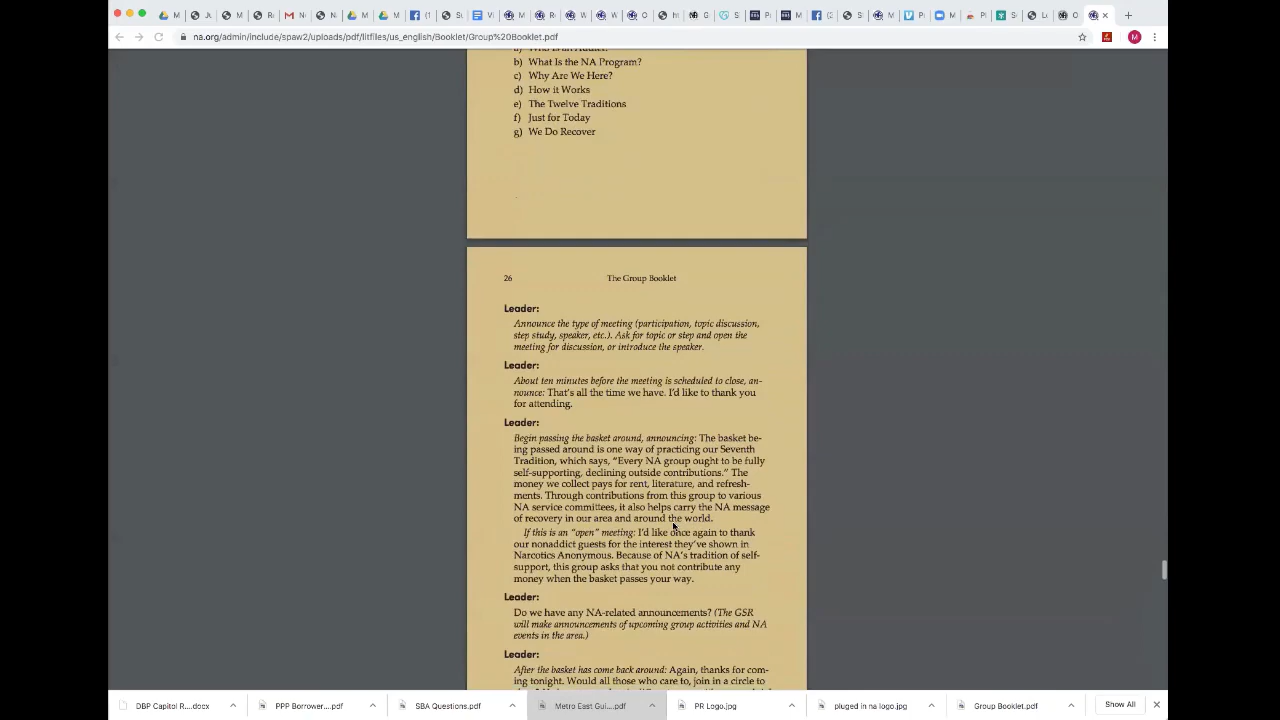 M
na.org/admin/include/spaw2/uploads/pdf/litfiles/us_english/Booklet/Group%20Booklet.pdf
M
a) Who Is an Addict?
b) What Is the NA Program?
c) Why Are We Here?
d) How it Works
e) The Twelve Traditions
f) Just for Today
g) We Do Recover
26
The Group Booklet
Leader:
Announce the type of meeting (participation, topic discussion,
step study, speaker, etc.). Ask for topic or step and open the
meeting for discussion, or introduce the speaker.
Leader:
About ten minutes before the meeting is scheduled to close, an-
nounce: That's all the time we have. I'd like to thank you
for attending.
Leader:
Begin passing the basket around, announcing: The basket be-
ing passed around is one way of practicing our Seventh
Tradition, which says, "Every NA group ought to be fully
self-supporting, declining outside contributions." The
money we collect pays for rent, literature, and refresh-
ments. Through contributions from this group to various
NA service committees, it also helps carry the NA message
of recovery in our area and around the world.
If this is an "open" meeting: I'd like once again to thank
our nonaddict guests for the interest they've shown in
Narcotics Anonymous. Because of NA's tradition of self-
support, this group asks that you not contribute any
money when the basket passes your way.
Leader:
Do we have any NA-related announcements? (The GSR
will make announcements of upcoming group activities and NA
events in the area.)
Leader:
After the basket has come back around: Again, thanks for com-
ing tonight. Would all those who care to, join in a circle to
DBP Capitol R....docx
PPP Borrower....pdf
SBA Questions.pdf
Metro East Gui....pdf
PR Logo.jpg
pluged in na logo.jpg
Group Booklet.pdf
Show All